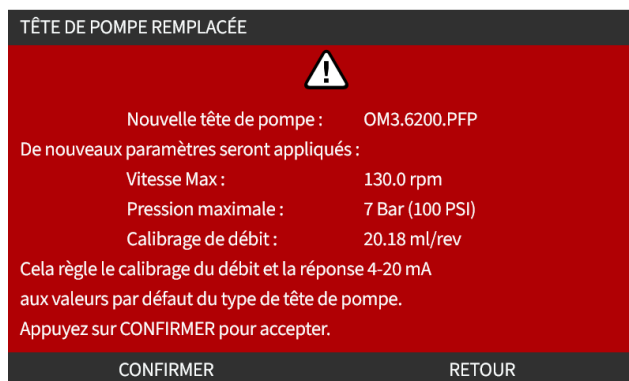 TÊTE DE POMPE REMPLACÉE
Nouvelle tête de pompe : OM3.6200.PFP
De nouveaux paramètres seront appliqués :
Vitesse Max : 130.0 rpm
Pression maximale : 7 Bar (100 PSI)
Calibrage de débit : 20.18 ml/rev
Cela règle le calibrage du débit et la réponse 4-20 mA
aux valeurs par défaut du type de tête de pompe.
Appuyez sur CONFIRMER pour accepter.
CONFIRMER RETOUR